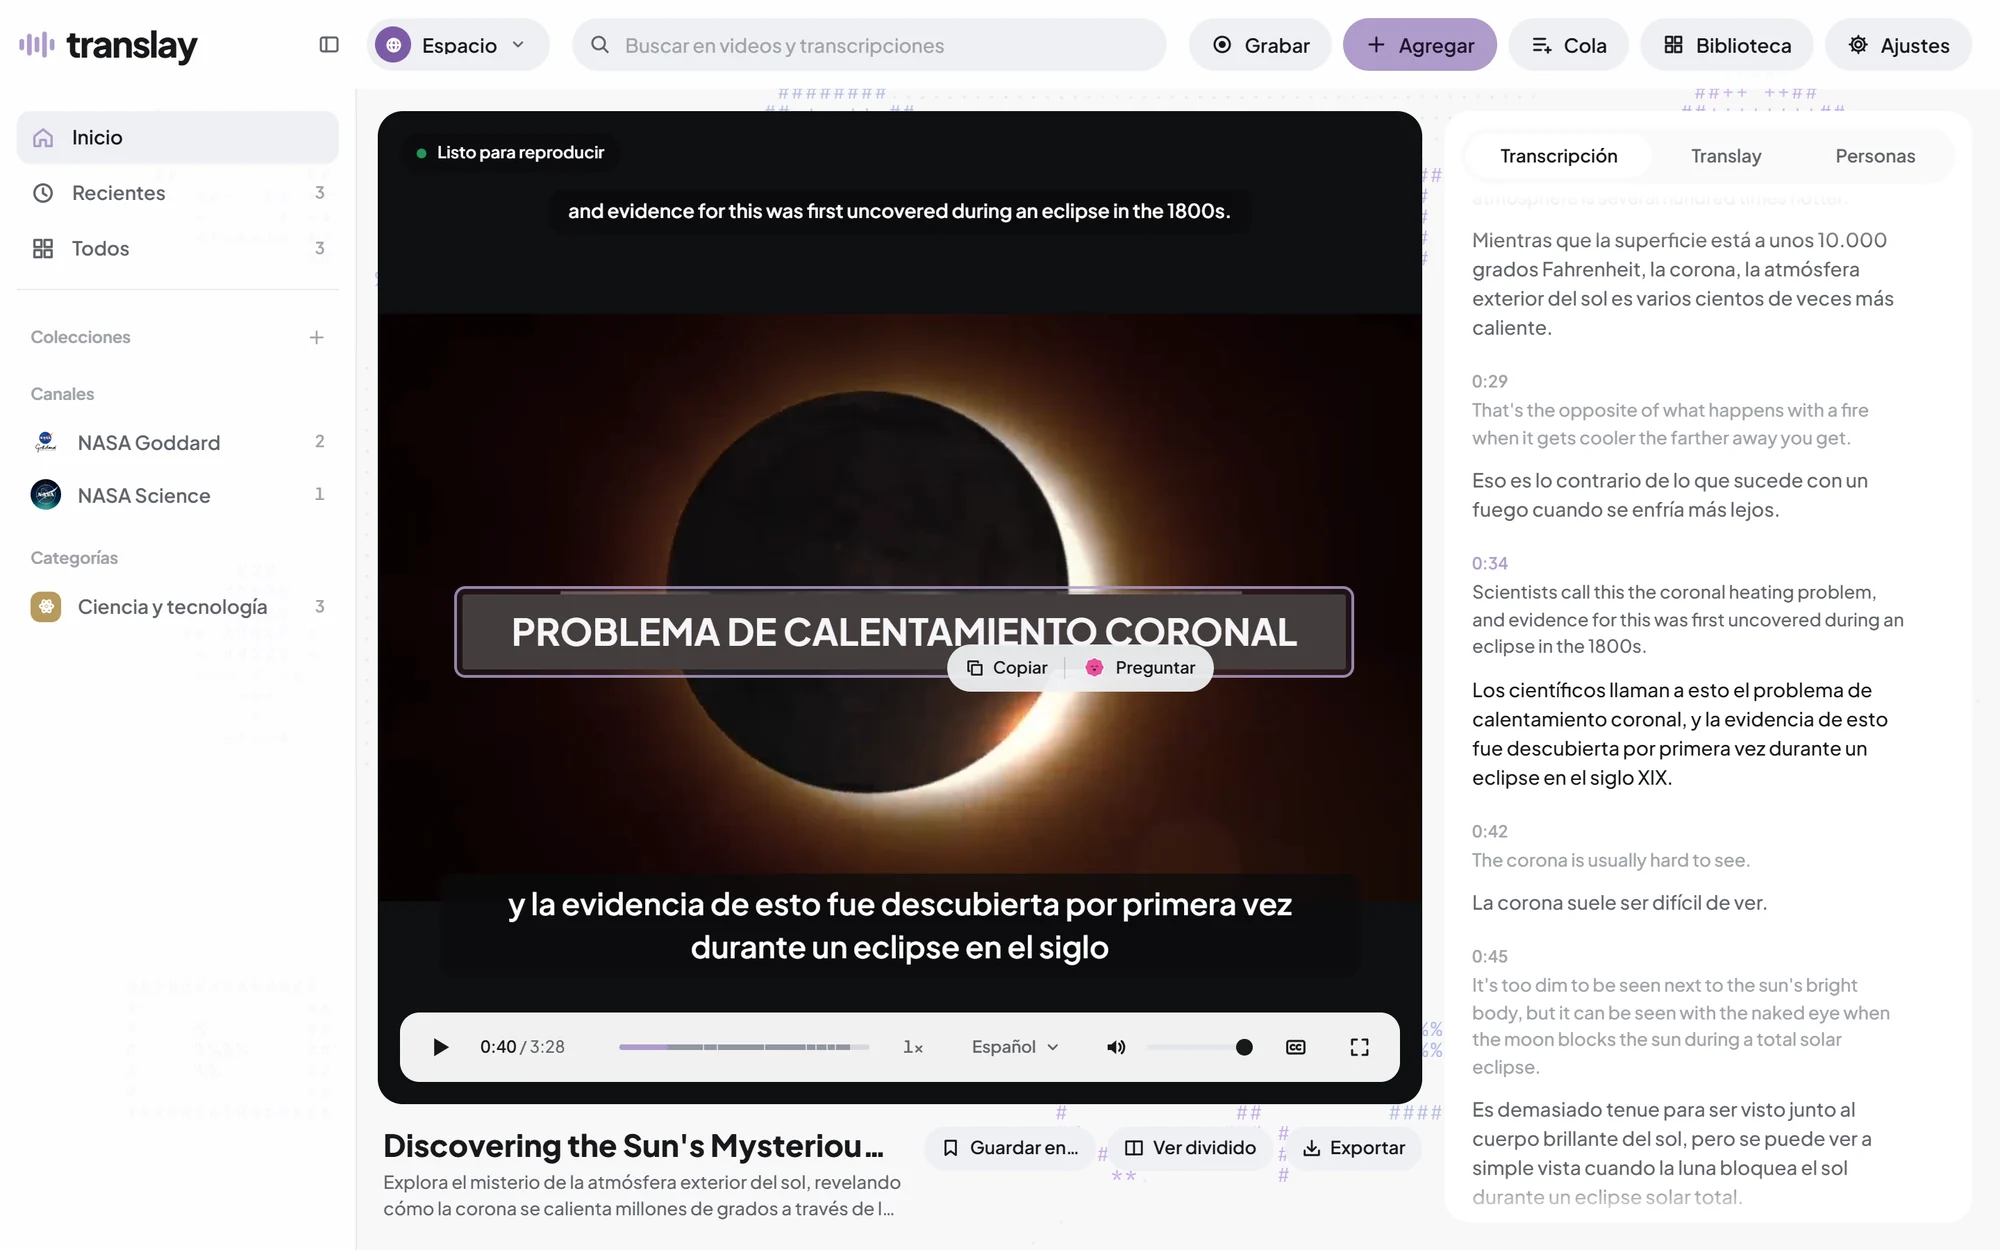 translay
Espacio
Buscar en videos y transcripciones
Grabar
Agregar
Cola
Biblioteca
Ajustes
Inicio
Recientes 3
Todos 3
Colecciones
Canales
NASA Goddard 2
NASA Science 1
Categorías
Ciencia y tecnología 3
Listo para reproducir
and evidence for this was first uncovered during an eclipse in the 1800s.
PROBLEMA DE CALENTAMIENTO CORONAL
Copiar
Preguntar
y la evidencia de esto fue descubierta por primera vez
durante un eclipse en el siglo
0:40 / 3:28
1x
Español
CC
Discovering the Sun's Mysteriou...
Guardar en...
Ver dividido
Exportar
Explora el misterio de la atmósfera exterior del sol, revelando
cómo la corona se calienta millones de grados a través de l...
Transcripción
Translay
Personas
atmosphere is several hundred times hotter.
Mientras que la superficie está a unos 10.000
grados Fahrenheit, la corona, la atmósfera
exterior del sol es varios cientos de veces más
caliente.
0:29
That's the opposite of what happens with a fire
when it gets cooler the farther away you get.
Eso es lo contrario de lo que sucede con un
fuego cuando se enfría más lejos.
0:34
Scientists call this the coronal heating problem,
and evidence for this was first uncovered during an
eclipse in the 1800s.
Los científicos llaman a esto el problema de
calentamiento coronal, y la evidencia de esto
fue descubierta por primera vez durante un
eclipse en el siglo XIX.
0:42
The corona is usually hard to see.
La corona suele ser difícil de ver.
0:45
It's too dim to be seen next to the sun's bright
body, but it can be seen with the naked eye when
the moon blocks the sun during a total solar
eclipse.
Es demasiado tenue para ser visto junto al
cuerpo brillante del sol, pero se puede ver a
simple vista cuando la luna bloquea el sol
durante un eclipse solar total.